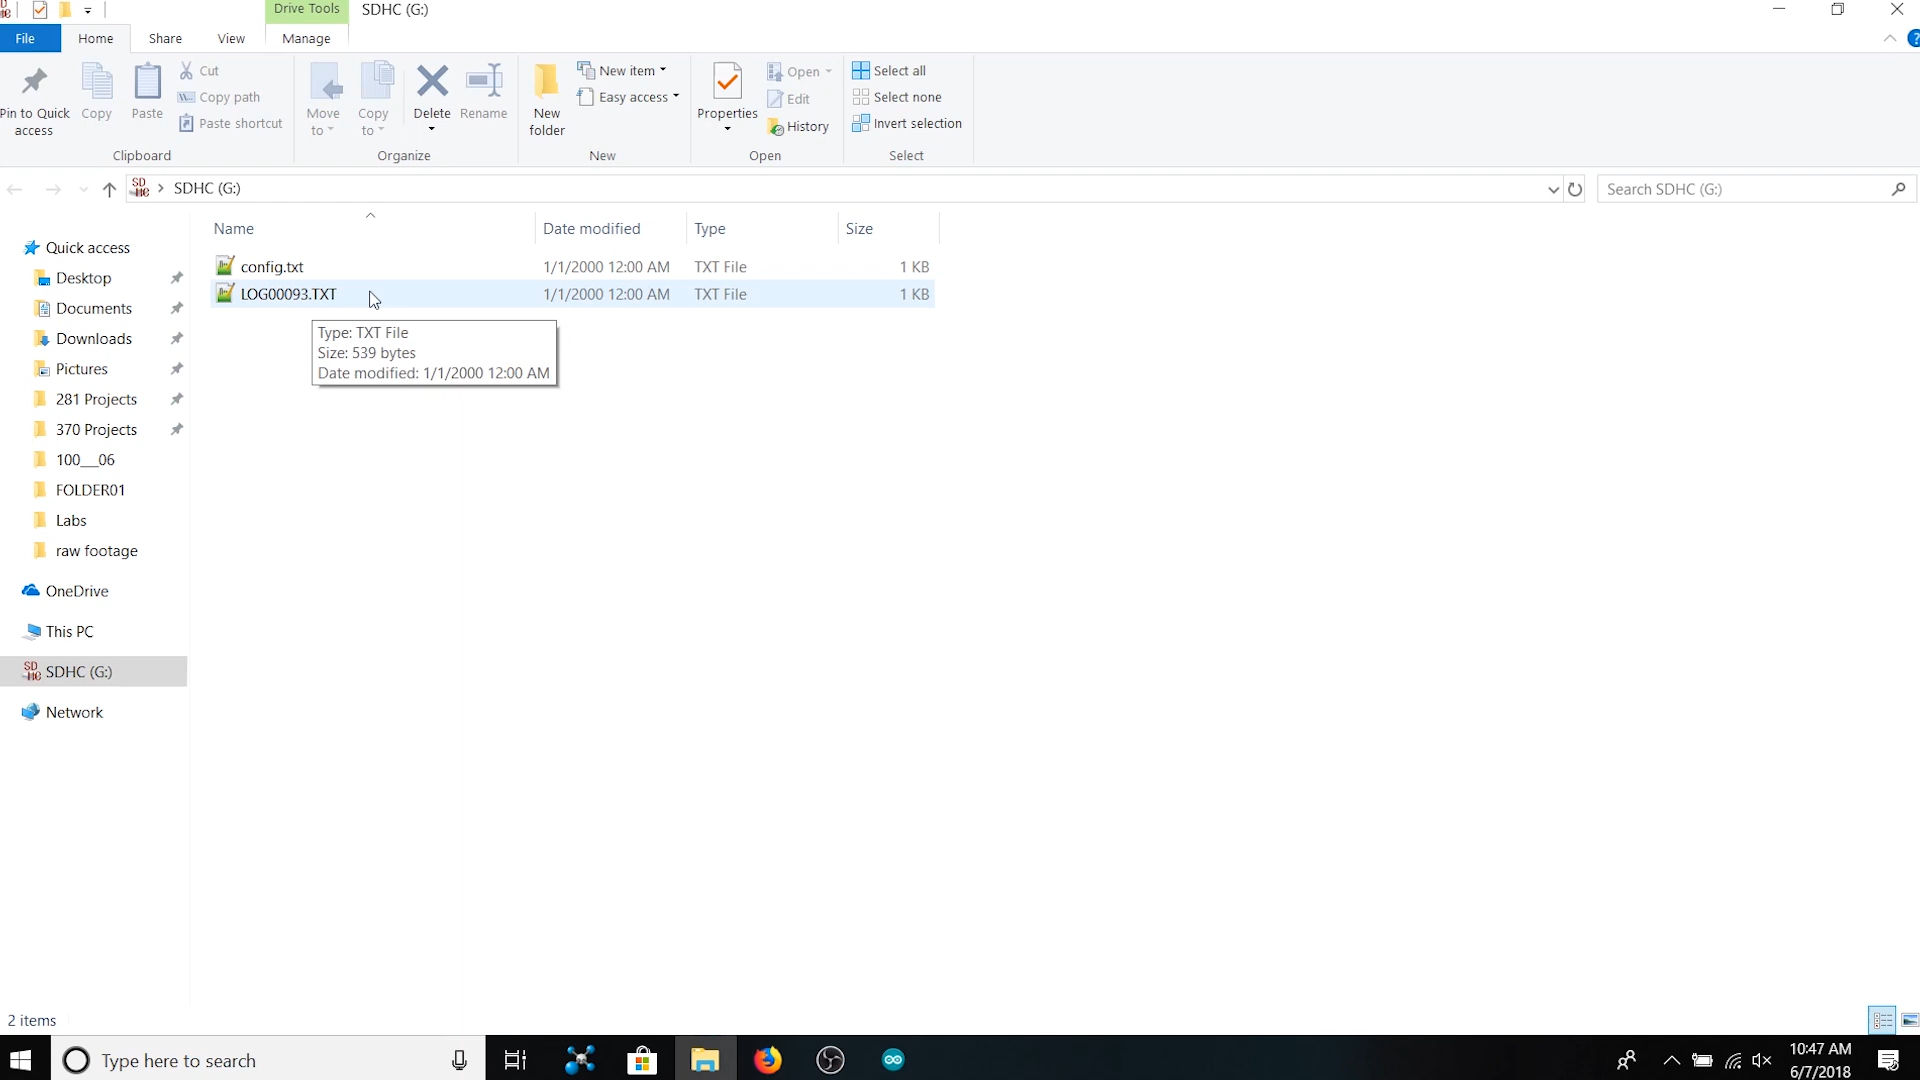 Drive Tools SDHC (G:)
File Home Share View Manage
Pin to Quick access
Copy
Paste
Cut
Copy path
Paste shortcut
Clipboard
Move to
Copy to
Delete
Rename
Organize
New folder
New item
Easy access
New
Properties
Open
Edit
History
Open
Select all
Select none
Invert selection
Select
SD HC > SDHC (G:)
Search SDHC (G:)
Name Date modified Type Size
config.txt 1/1/2000 12:00 AM TXT File 1 KB
LOG00093.TXT 1/1/2000 12:00 AM TXT File 1 KB
Type: TXT File
Size: 539 bytes
Date modified: 1/1/2000 12:00 AM
Quick access
Desktop
Documents
Downloads
Pictures
281 Projects
370 Projects
100__06
FOLDER01
Labs
raw footage
OneDrive
This PC
SD HC SDHC (G:)
Network
2 items
Type here to search
10:47 AM
6/7/2018